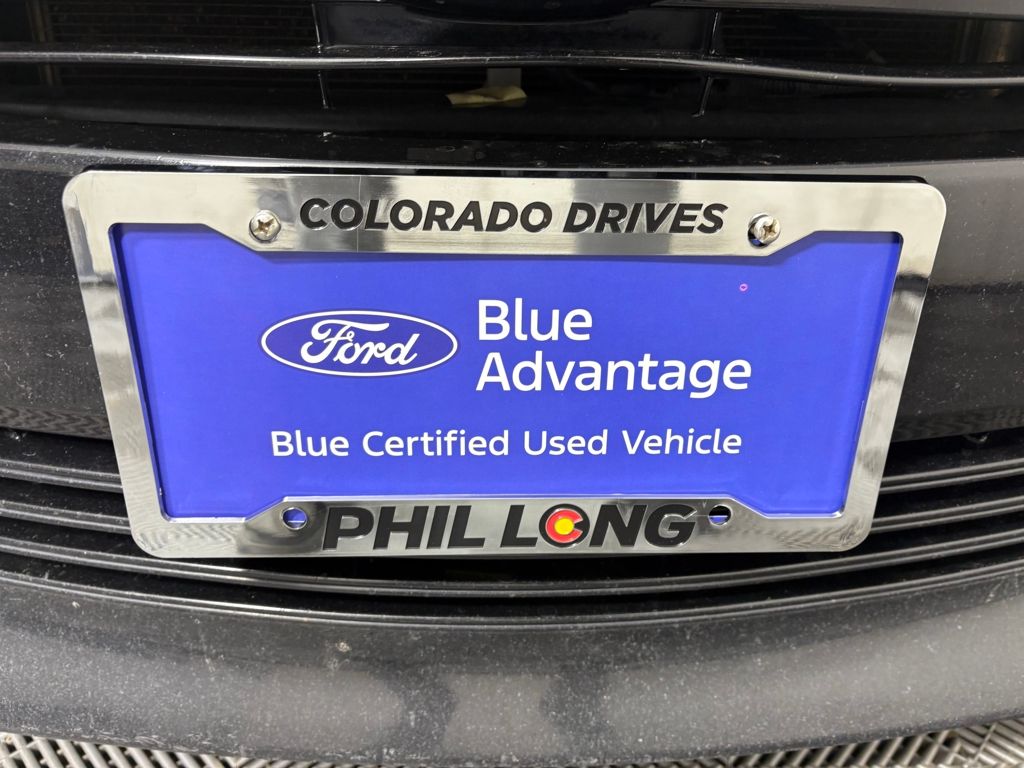 COLORADO DRIVES
Ford
Blue
Advantage
Blue Certified Used Vehicle
PHIL LONG